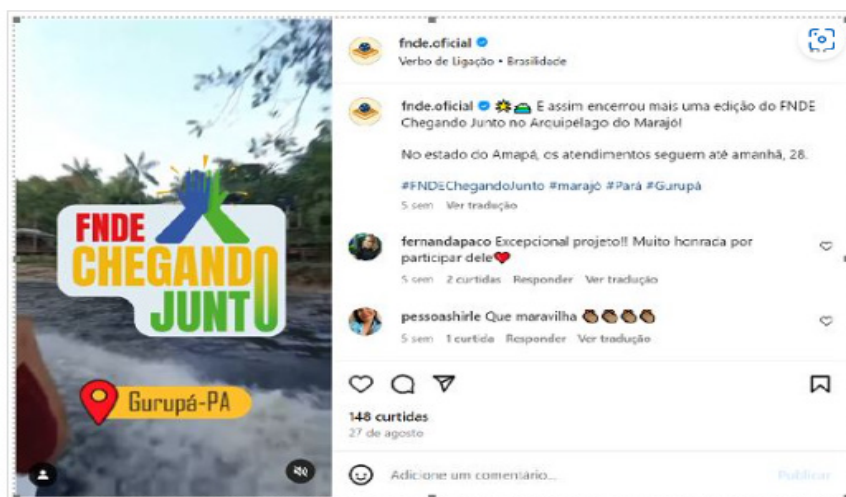 FNDE
CHEGANDO
JUNTO
Gurupá-PA
fnde.oficial
Verbo de Ligação • Brasilidade
fnde.oficial E assim encerrou mais uma edição do FNDE
Chegando Junto no Arquipélago do Marajó!
No estado do Amapá, os atendimentos seguem até amanhã, 28.
#FNDEChegandoJunto #marajó #Pará #Gurupá
5 sem Ver tradução
fernandapaco Excepcional projeto!! Muito honrada por
participar dele❤️
5 sem 2 curtidas Responder Ver tradução
pessoashirle Que maravilha 👏🏽👏🏽👏🏽👏🏽
5 sem 1 curtida Responder Ver tradução
148 curtidas
27 de agosto
Adicione um comentário...
Publicar